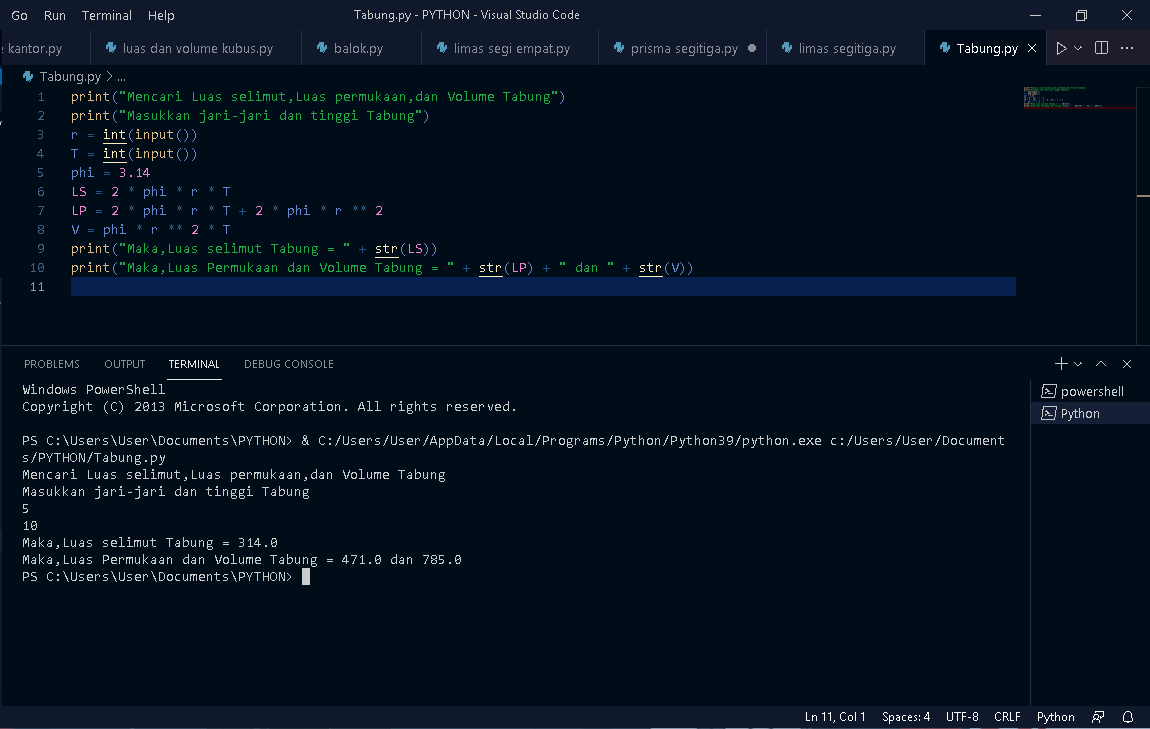 Go Run Terminal Help Tabung.py - PYTHON - Visual Studio Code
kantor.py luas dan volume kubus.py balok.py limas segi empat.py prisma segitiga.py limas segitiga.py Tabung.py
Tabung.py > ...
1 print("Mencari Luas selimut,Luas permukaan,dan Volume Tabung")
2 print("Masukkan jari-jari dan tinggi Tabung")
3 r = int(input())
4 T = int(input())
5 phi = 3.14
6 LS = 2 * phi * r * T
7 LP = 2 * phi * r * T + 2 * phi * r ** 2
8 V = phi * r ** 2 * T
9 print("Maka,Luas selimut Tabung = " + str(LS))
10 print("Maka,Luas Permukaan dan Volume Tabung = " + str(LP) + " dan " + str(V))
11
PROBLEMS OUTPUT TERMINAL DEBUG CONSOLE
Windows PowerShell
Copyright (C) 2013 Microsoft Corporation. All rights reserved.
PS C:\Users\User\Documents\PYTHON> & C:/Users/User/AppData/Local/Programs/Python/Python39/python.exe c:/Users/User/Document
s/PYTHON/Tabung.py
Mencari Luas selimut,Luas permukaan,dan Volume Tabung
Masukkan jari-jari dan tinggi Tabung
5
10
Maka,Luas selimut Tabung = 314.0
Maka,Luas Permukaan dan Volume Tabung = 471.0 dan 785.0
PS C:\Users\User\Documents\PYTHON>
powershell
Python
Ln 11, Col 1 Spaces: 4 UTF-8 CRLF Python